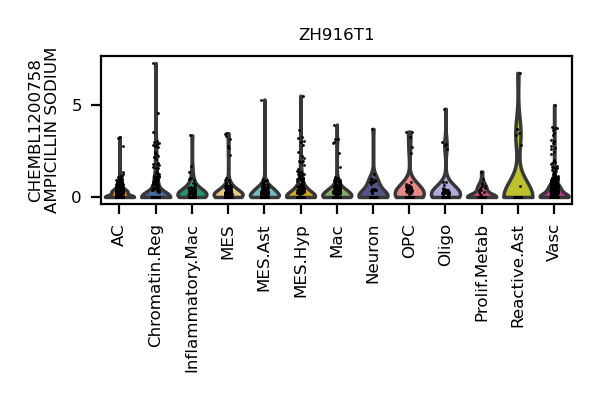 ZH916T1
CHEMBL1200758
AMPICILLIN SODIUM
5
0
AC
Chromatin.Reg
Inflammatory.Mac
MES
MES.Ast
MES.Hyp
Mac
Neuron
OPC
Oligo
Prolif.Metab
Reactive.Ast
Vasc